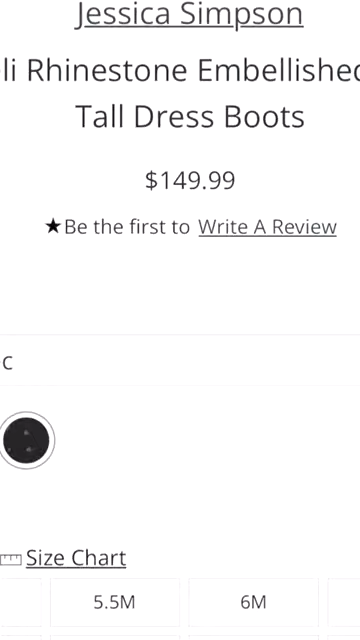 Jessica Simpson
li Rhinestone Embellished
Tall Dress Boots
$149.99
★Be the first to Write A Review
c
Size Chart
5.5M 6M